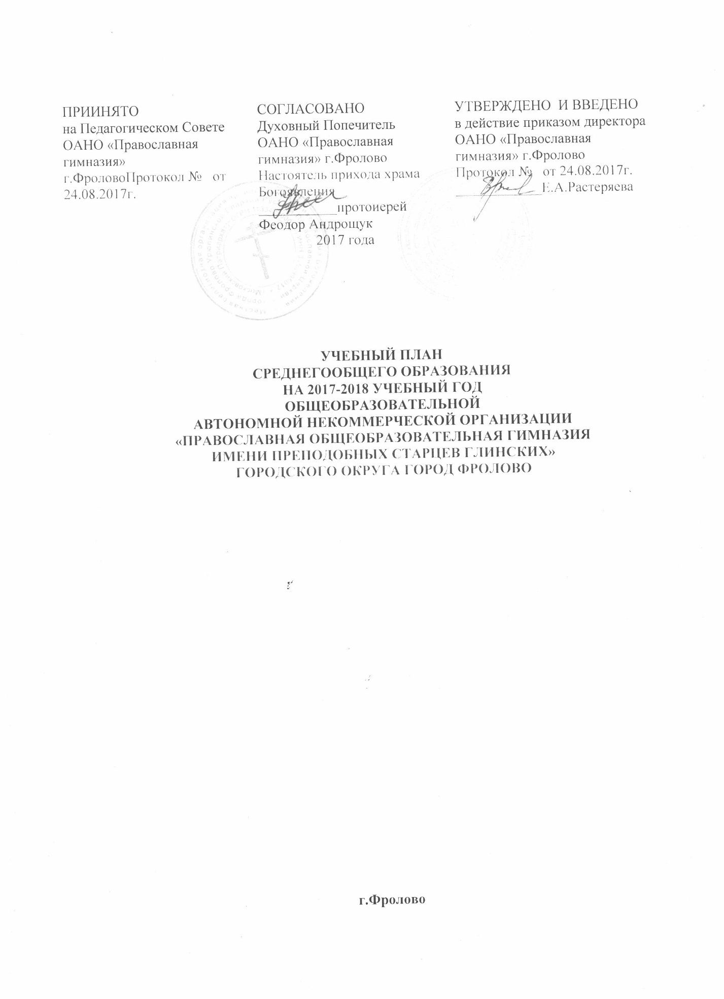 ПРИИНЯТО
на Педагогическом Совете
ОАНО «Православная
гимназия»
г.ФроловоПротокол № от
24.08.2017г.
СОГЛАСОВАНО
Духовный Попечитель
ОАНО «Православная
гимназия» г.Фролово
Настоятель прихода храма
Богоявления
____________протоиерей
Феодор Андрощук
2017 года
УТВЕРЖДЕНО И ВВЕДЕНО
в действие приказом директора
ОАНО «Православная
гимназия» г.Фролово
Протокол № от 24.08.2017г.
_____________Е.А.Растеряева
УЧЕБНЫЙ ПЛАН
СРЕДНЕГООБЩЕГО ОБРАЗОВАНИЯ
НА 2017-2018 УЧЕБНЫЙ ГОД
ОБЩЕОБРАЗОВАТЕЛЬНОЙ
АВТОНОМНОЙ НЕКОММЕРЧЕСКОЙ ОРГАНИЗАЦИИ
«ПРАВОСЛАВНАЯ ОБЩЕОБРАЗОВАТЕЛЬНАЯ ГИМНАЗИЯ
ИМЕНИ ПРЕПОДОБНЫХ СТАРЦЕВ ГЛИНСКИХ»
ГОРОДСКОГО ОКРУГА ГОРОД ФРОЛОВО
г.Фролово